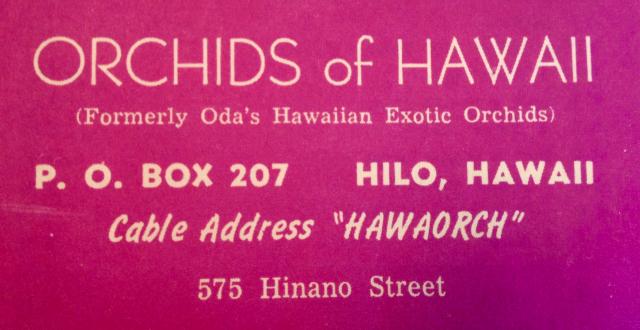 ORCHIDS of HAWAII
(Formerly Oda's Hawaiian Exotic Orchids)
P. O. BOX 207 HILO, HAWAII
Cable Address "HAWAORCH"
575 Hinano Street